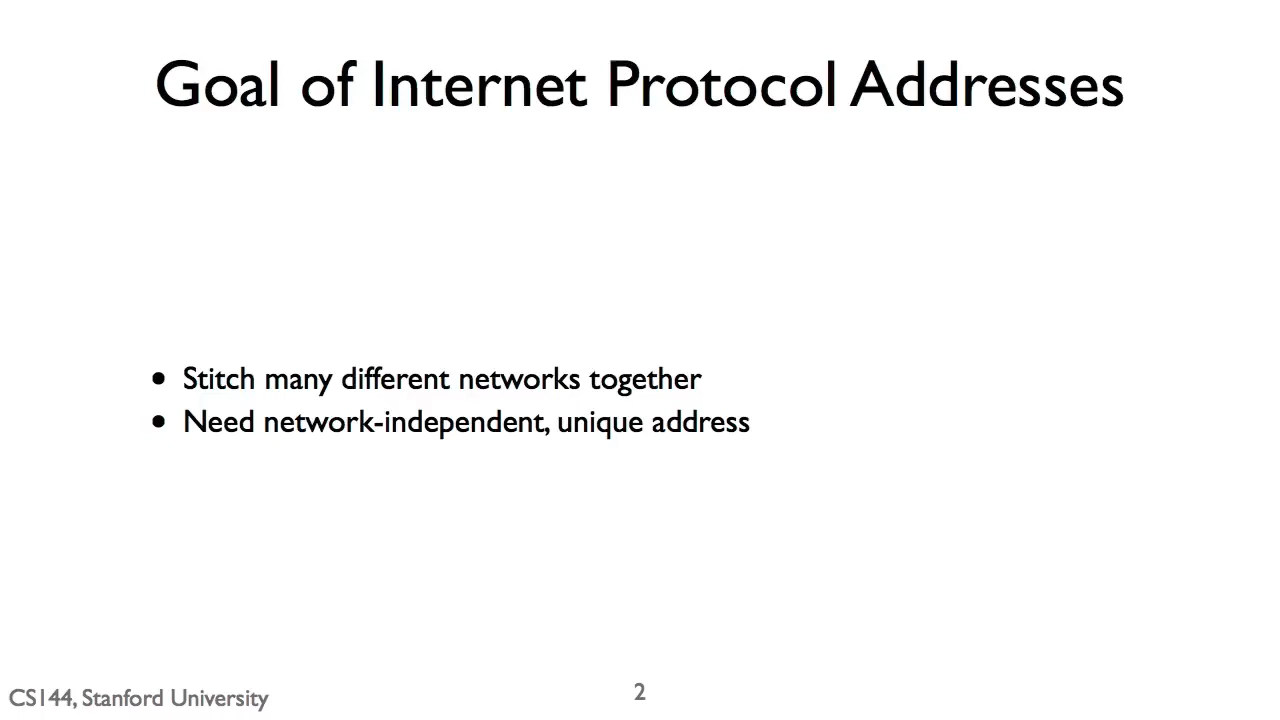 Goal of Internet Protocol Addresses
• Stitch many different networks together
• Need network-independent, unique address
CS144, Stanford University
2